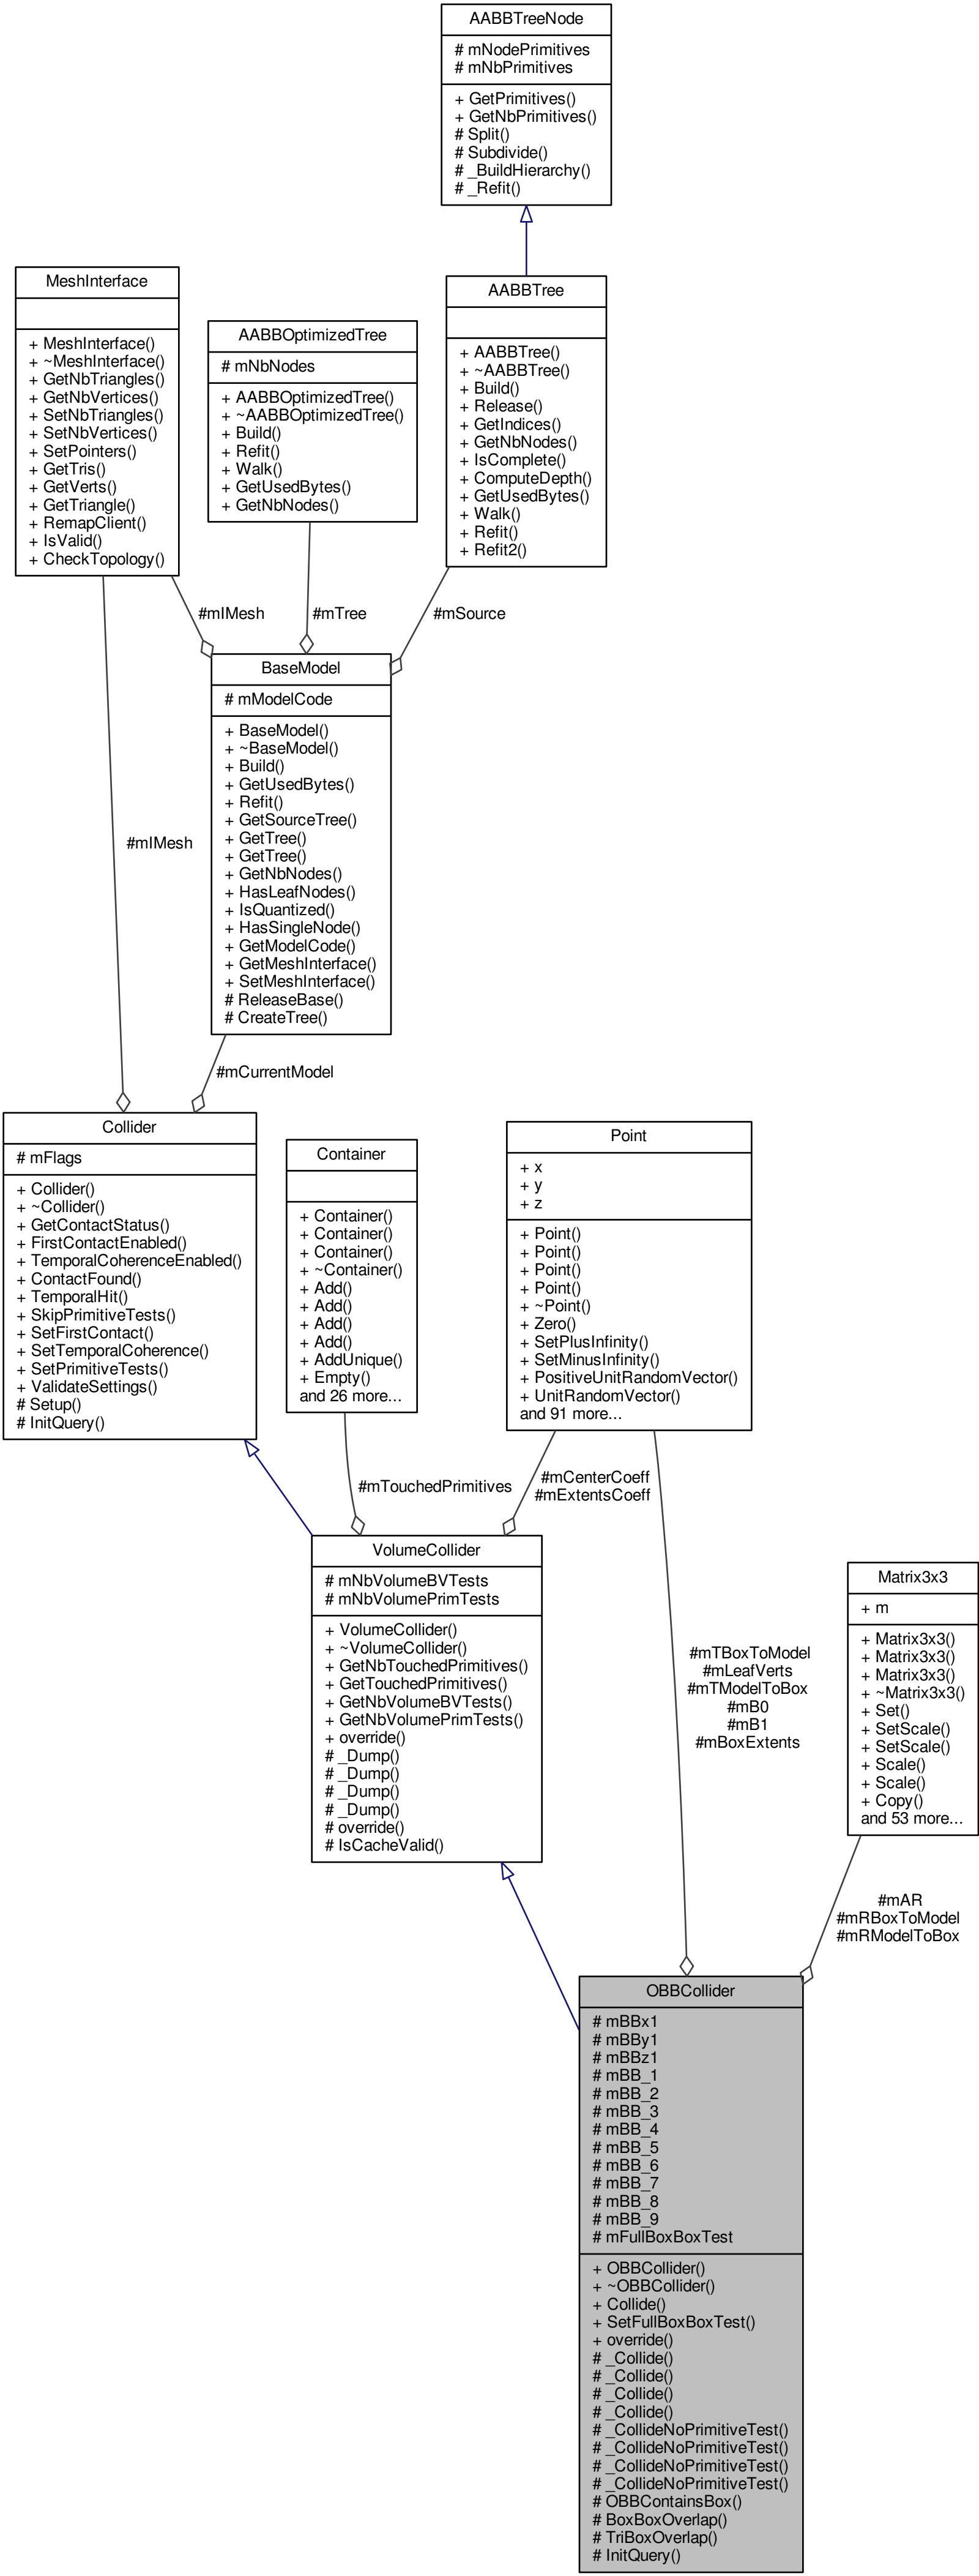 AABBTreeNode
# mNodePrimitives
# mNbPrimitives
+ GetPrimitives()
+ GetNbPrimitives()
# Split()
# Subdivide()
# _BuildHierarchy()
# _Refit()
MeshInterface
+ MeshInterface()
+ ~MeshInterface()
+ GetNbTriangles()
+ GetNbVertices()
+ SetNbTriangles()
+ SetNbVertices()
+ SetPointers()
+ GetTris()
+ GetVerts()
+ GetTriangle()
+ RemapClient()
+ IsValid()
+ CheckTopology()
AABBOptimizedTree
# mNbNodes
+ AABBOptimizedTree()
+ ~AABBOptimizedTree()
+ Build()
+ Refit()
+ Walk()
+ GetUsedBytes()
+ GetNbNodes()
AABBTree
+ AABBTree()
+ ~AABBTree()
+ Build()
+ Release()
+ GetIndices()
+ GetNbNodes()
+ IsComplete()
+ ComputeDepth()
+ GetUsedBytes()
+ Walk()
+ Refit()
+ Refit2()
#mIMesh
#mTree
#mSource
BaseModel
# mModelCode
+ BaseModel()
+ ~BaseModel()
+ Build()
+ GetUsedBytes()
+ Refit()
+ GetSourceTree()
+ GetTree()
+ GetTree()
+ GetNbNodes()
+ HasLeafNodes()
+ IsQuantized()
+ HasSingleNode()
+ GetModelCode()
+ GetMeshInterface()
+ SetMeshInterface()
# ReleaseBase()
# CreateTree()
#mIMesh
#mCurrentModel
Collider
# mFlags
+ Collider()
+ ~Collider()
+ GetContactStatus()
+ FirstContactEnabled()
+ TemporalCoherenceEnabled()
+ ContactFound()
+ TemporalHit()
+ SkipPrimitiveTests()
+ SetFirstContact()
+ SetTemporalCoherence()
+ SetPrimitiveTests()
+ ValidateSettings()
# Setup()
# InitQuery()
Container
+ Container()
+ Container()
+ Container()
+ ~Container()
+ Add()
+ Add()
+ Add()
+ Add()
+ AddUnique()
+ Empty()
and 26 more...
Point
+ x
+ y
+ z
+ Point()
+ Point()
+ Point()
+ Point()
+ ~Point()
+ Zero()
+ SetPlusInfinity()
+ SetMinusInfinity()
+ PositiveUnitRandomVector()
+ UnitRandomVector()
and 91 more...
#mTouchedPrimitives
#mCenterCoeff
#mExtentsCoeff
VolumeCollider
# mNbVolumeBVTests
# mNbVolumePrimTests
+ VolumeCollider()
+ ~VolumeCollider()
+ GetNbTouchedPrimitives()
+ GetTouchedPrimitives()
+ GetNbVolumeBVTests()
+ GetNbVolumePrimTests()
+ override()
# _Dump()
# _Dump()
# _Dump()
# _Dump()
# override()
# IsCacheValid()
#mTBoxToModel
#mLeafVerts
#mTModelToBox
#mB0
#mB1
#mBoxExtents
Matrix3x3
+ m
+ Matrix3x3()
+ Matrix3x3()
+ Matrix3x3()
+ ~Matrix3x3()
+ Set()
+ SetScale()
+ SetScale()
+ Scale()
+ Scale()
+ Copy()
and 53 more...
#mAR
#mRBoxToModel
#mRModelToBox
OBBCollider
# mBBx1
# mBBy1
# mBBz1
# mBB_1
# mBB_2
# mBB_3
# mBB_4
# mBB_5
# mBB_6
# mBB_7
# mBB_8
# mBB_9
# mFullBoxBoxTest
+ OBBCollider()
+ ~OBBCollider()
+ Collide()
+ SetFullBoxBoxTest()
+ override()
# _Collide()
# _Collide()
# _Collide()
# _Collide()
# _CollideNoPrimitiveTest()
# _CollideNoPrimitiveTest()
# _CollideNoPrimitiveTest()
# _CollideNoPrimitiveTest()
# OBBContainsBox()
# BoxBoxOverlap()
# TriBoxOverlap()
# InitQuery()